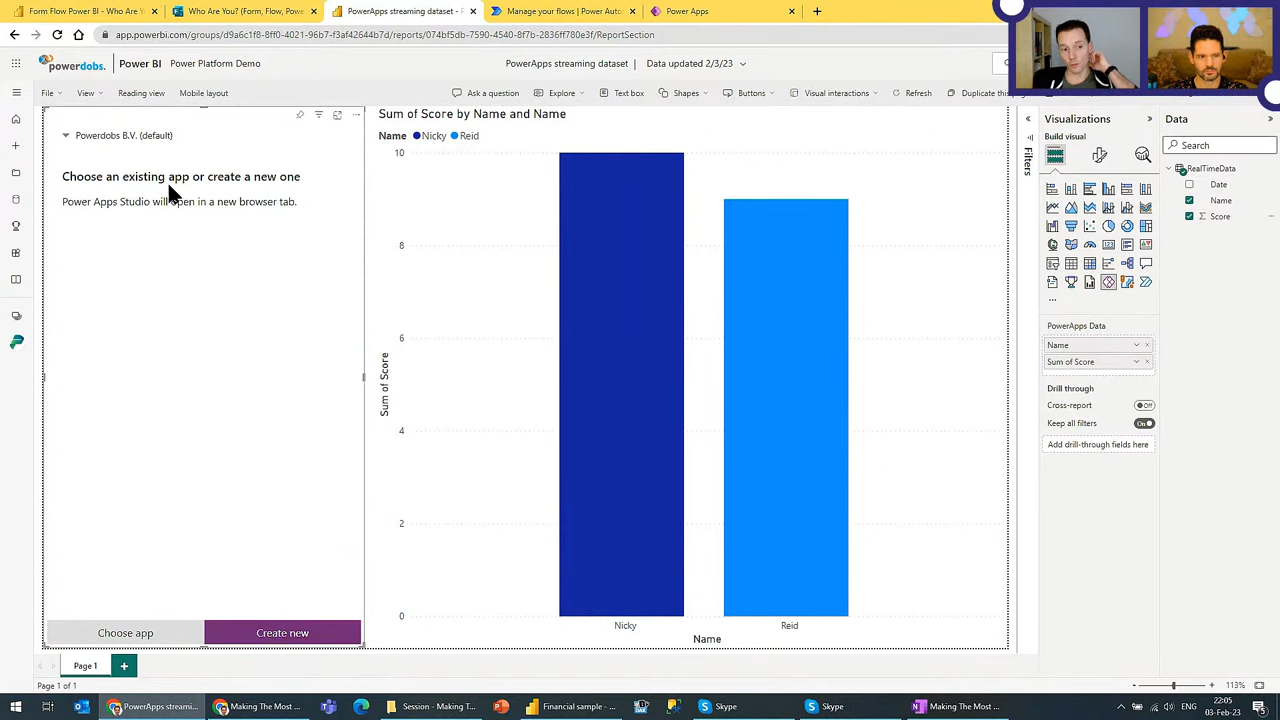 Form Flow PowerBI - Who Are You
Who Are You? (Form, Flow, Power
PowerApps streaming dataset -
Manage your flows | Power Autom
Power Apps
app.powerbi.com/groups/d9a6c1f8-8ff0-4021-96b7-f3af42644b7d/reports/074bf5db-7590-4540-8f7b-2836ff780e3f/ReportSection
powerdobs.
Power BI
Power Platform Demo
PowerApps streaming dataset
Data updated 2/3/23
File
View
Reading view
Mobile layout
Ask a question
Explore
Text box
Shapes
Buttons
Visual interactions
Refresh
Duplicate this
Powerdobs B.V. (default)
Choose an existing app or create a new one
Power Apps Studio will open in a new browser tab.
Choose app
Create new
Sum of Score by Name and Name
Name Nicky Reid
10
8
6
4
2
0
Sum of Score
Nicky
Reid
Name
Filters
Visualizations
Build visual
PowerApps Data
Name
Sum of Score
Drill through
Cross-report
Off
Keep all filters
On
Add drill-through fields here
Data
Search
RealTimeData
Date
Name
Score
Page 1
Page 1 of 1
113%
PowerApps streami...
Making The Most ...
Session - Making T...
Financial sample - ...
Skype
Skype
Making The Most ...
22:05
03-Feb-23